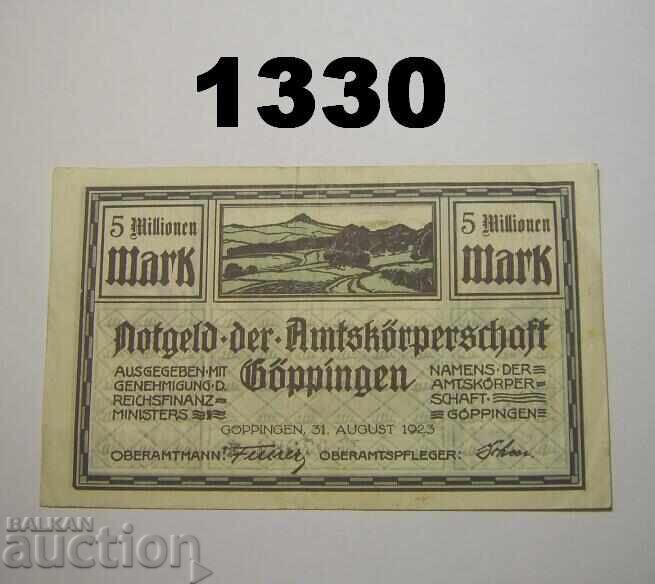 1330
5 Millionen
Mark
5 Millionen
Mark
Notgeld · der · Amtskörperschaft
Göppingen
AUSGEGEBEN · MIT
GENEHMIGUNG · D.
REICHSFINANZ=
MINISTERS
NAMENS · DER
AMTSKÖRPER=
SCHAFT ·
GÖPPINGEN
GÖPPINGEN, 31. AUGUST 1923
OBERAMTMANN: OBERAMTSPFLEGER:
BALKAN
auction